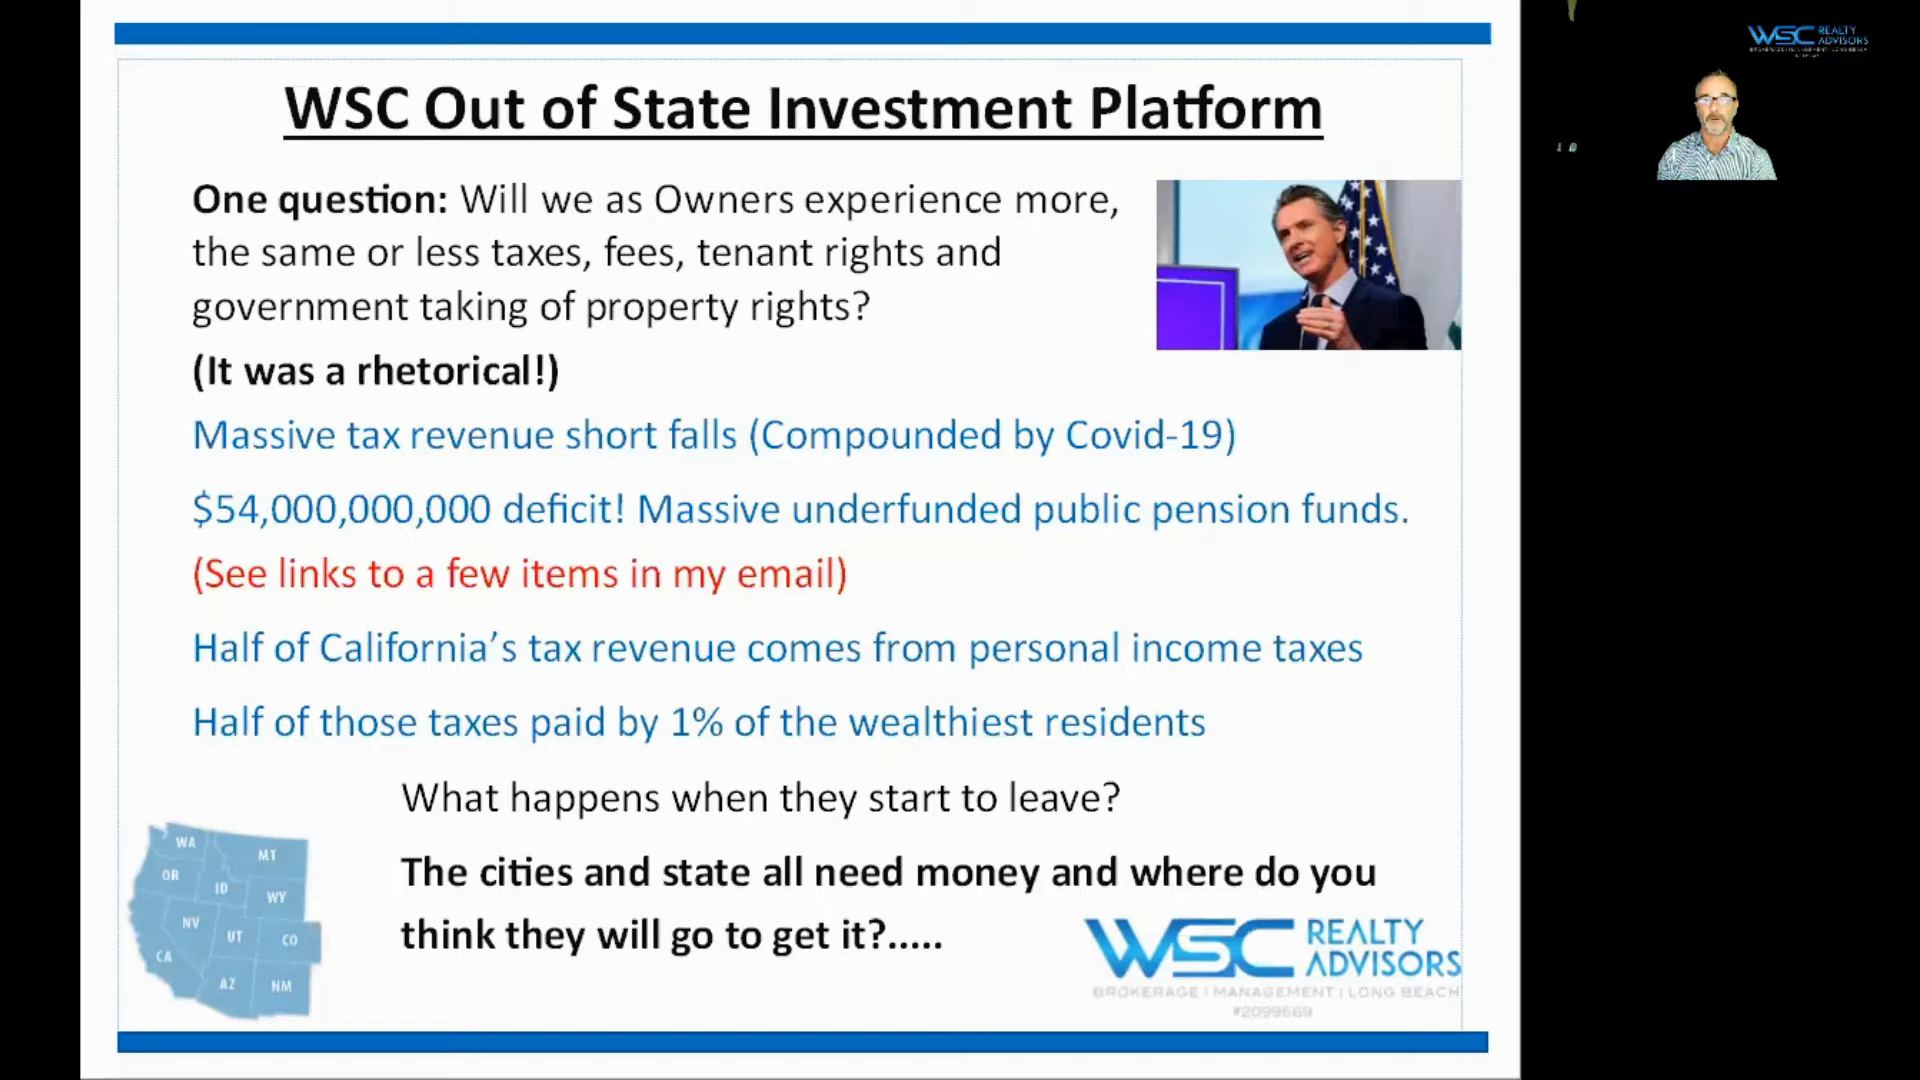 WSC Out of State Investment Platform
One question: Will we as Owners experience more,
the same or less taxes, fees, tenant rights and
government taking of property rights?
(It was a rhetorical!)
Massive tax revenue short falls (Compounded by Covid-19)
$54,000,000,000 deficit! Massive underfunded public pension funds.
(See links to a few items in my email)
Half of California’s tax revenue comes from personal income taxes
Half of those taxes paid by 1% of the wealthiest residents
What happens when they start to leave?
The cities and state all need money and where do you
think they will go to get it?.....
WA
MT
OR
ID
WY
NV
UT
CO
CA
AZ
NM
WSC REALTY
ADVISORS
BROKERAGE | MANAGEMENT | LONG BEACH
#2099569
WSC REALTY
ADVISORS